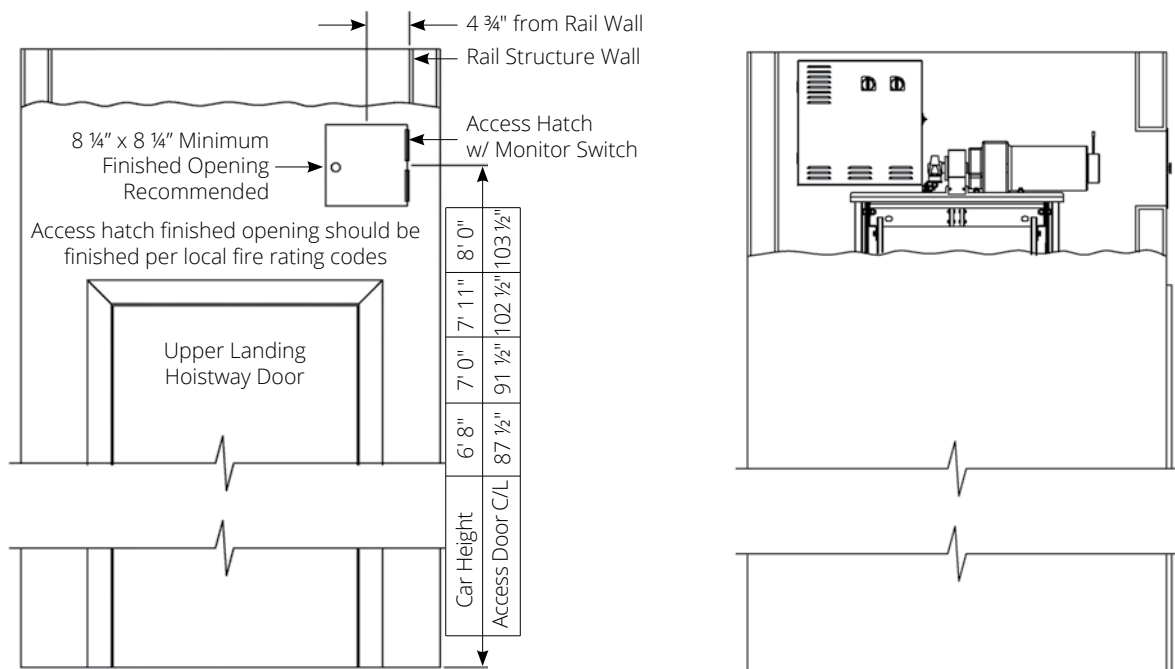 4 ¾" from Rail Wall
Rail Structure Wall
8 ¼” x 8 ¼” Minimum
Finished Opening
Recommended
Access Hatch
w/ Monitor Switch
Access hatch finished opening should be
finished per local fire rating codes
Upper Landing
Hoistway Door
Car Height
6' 8"
7' 0"
7' 11"
8' 0"
Access Door C/L
87 ½"
91 ½"
102 ½"
103 ½"